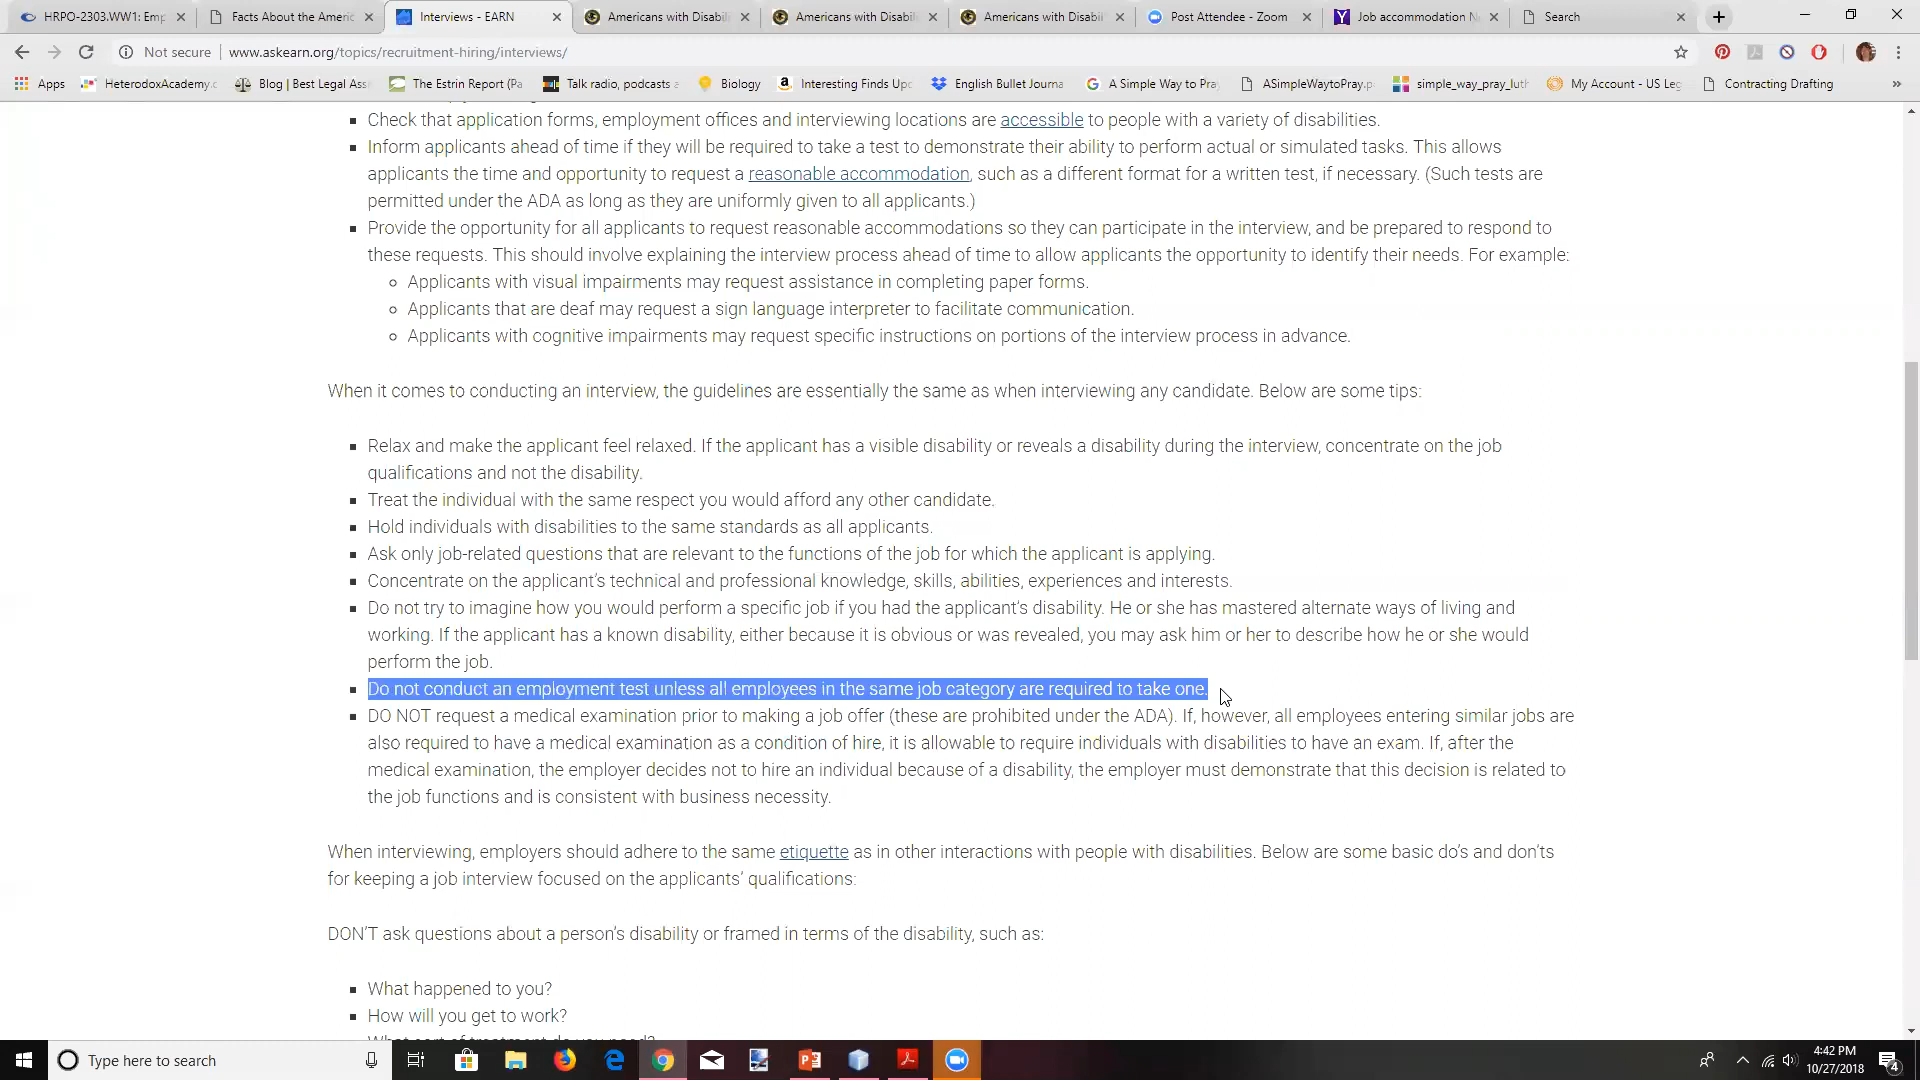 HRPO-2303.WW1: Emp
Facts About the Americ
Interviews - EARN
Americans with Disabili
Americans with Disabili
Americans with Disabili
Post Attendee - Zoom
Job accommodation N
Search
Not secure
www.askearn.org/topics/recruitment-hiring/interviews/
Apps
HeterodoxAcademy.c
Blog | Best Legal Ass
The Estrin Report (Pa
Talk radio, podcasts a
Biology
Interesting Finds Upd
English Bullet Journa
A Simple Way to Pra
ASimpleWaytoPray.p
simple_way_pray_luth
My Account - US Leg
Contracting Drafting
»
Check that application forms, employment offices and interviewing locations are accessible to people with a variety of disabilities.
Inform applicants ahead of time if they will be required to take a test to demonstrate their ability to perform actual or simulated tasks. This allows
applicants the time and opportunity to request a reasonable accommodation, such as a different format for a written test, if necessary. (Such tests are
permitted under the ADA as long as they are uniformly given to all applicants.)
Provide the opportunity for all applicants to request reasonable accommodations so they can participate in the interview, and be prepared to respond to
these requests. This should involve explaining the interview process ahead of time to allow applicants the opportunity to identify their needs. For example:
Applicants with visual impairments may request assistance in completing paper forms.
Applicants that are deaf may request a sign language interpreter to facilitate communication.
Applicants with cognitive impairments may request specific instructions on portions of the interview process in advance.
When it comes to conducting an interview, the guidelines are essentially the same as when interviewing any candidate. Below are some tips:
Relax and make the applicant feel relaxed. If the applicant has a visible disability or reveals a disability during the interview, concentrate on the job
qualifications and not the disability.
Treat the individual with the same respect you would afford any other candidate.
Hold individuals with disabilities to the same standards as all applicants.
Ask only job-related questions that are relevant to the functions of the job for which the applicant is applying.
Concentrate on the applicant's technical and professional knowledge, skills, abilities, experiences and interests.
Do not try to imagine how you would perform a specific job if you had the applicant's disability. He or she has mastered alternate ways of living and
working. If the applicant has a known disability, either because it is obvious or was revealed, you may ask him or her to describe how he or she would
perform the job.
Do not conduct an employment test unless all employees in the same job category are required to take one.
DO NOT request a medical examination prior to making a job offer (these are prohibited under the ADA). If, however, all employees entering similar jobs are
also required to have a medical examination as a condition of hire, it is allowable to require individuals with disabilities to have an exam. If, after the
medical examination, the employer decides not to hire an individual because of a disability, the employer must demonstrate that this decision is related to
the job functions and is consistent with business necessity.
When interviewing, employers should adhere to the same etiquette as in other interactions with people with disabilities. Below are some basic do's and don'ts
for keeping a job interview focused on the applicants' qualifications:
DON'T ask questions about a person's disability or framed in terms of the disability, such as:
What happened to you?
How will you get to work?
Type here to search
4:42 PM
10/27/2018
4